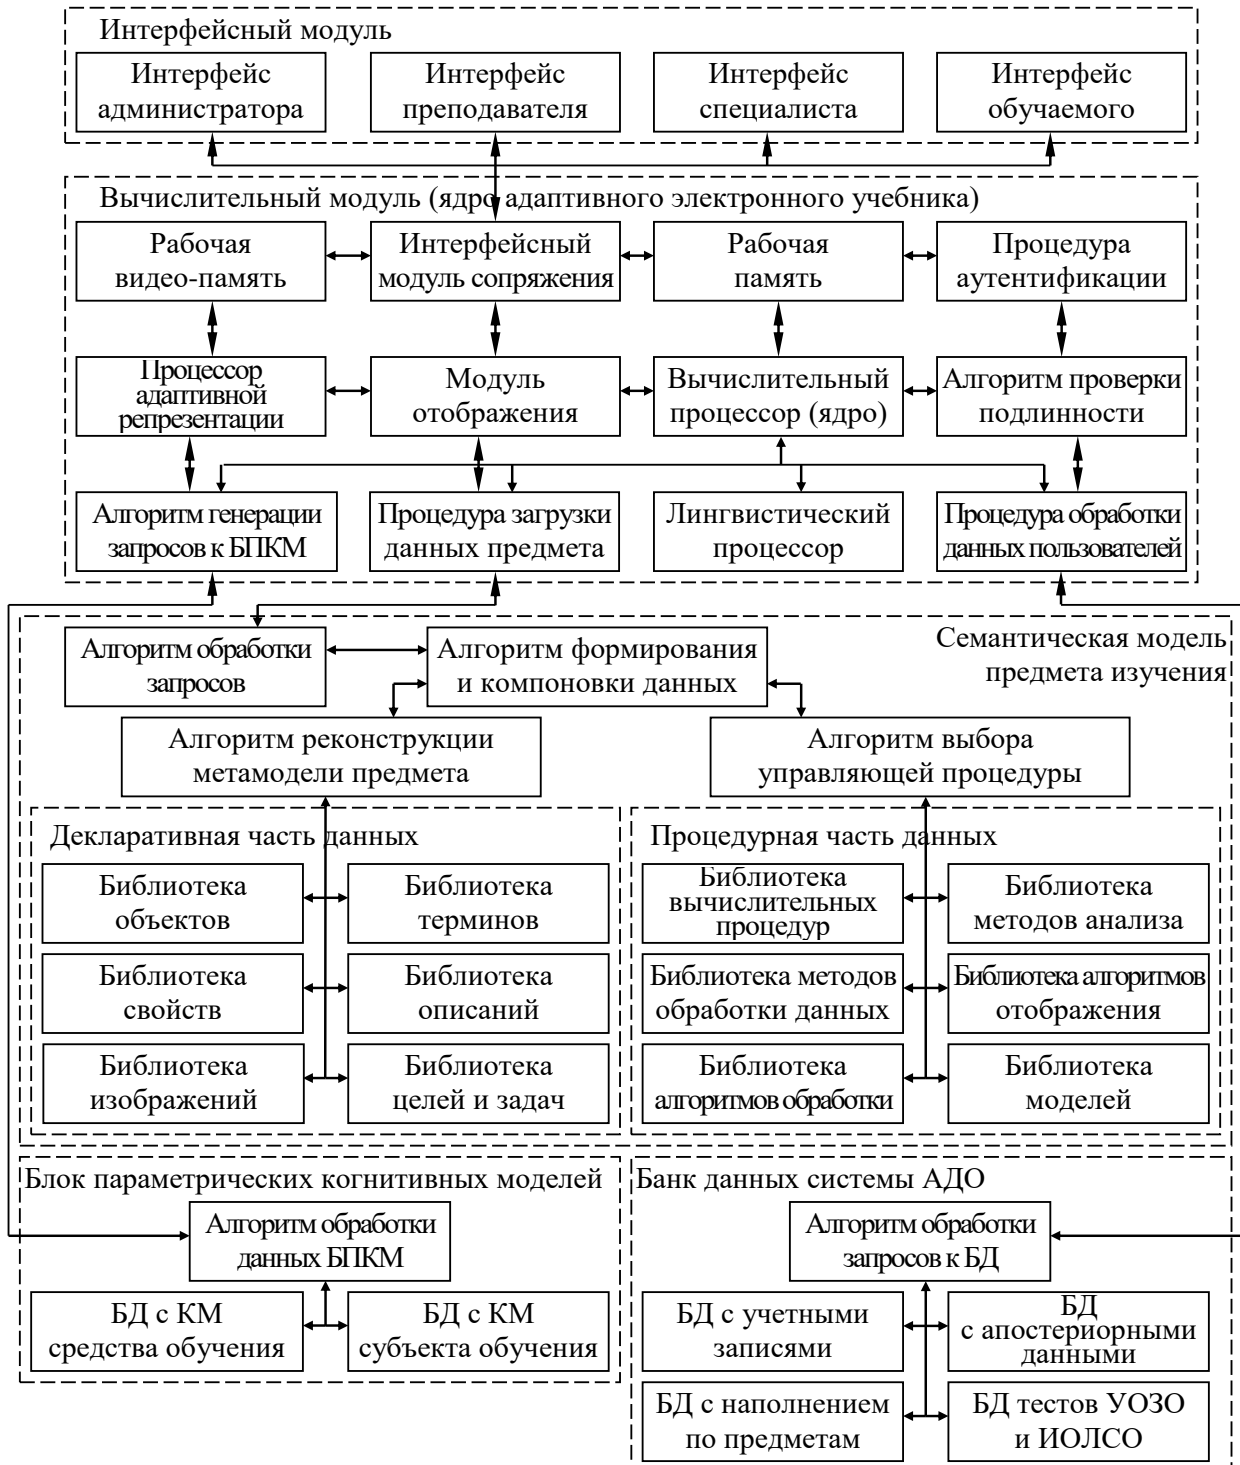 Интерфейсный модуль
Интерфейс
администратора
Интерфейс
преподавателя
Интерфейс
специалиста
Интерфейс
обучаемого
Вычислительный модуль (ядро адаптивного электронного учебника)
Рабочая
видео-память
Интерфейсный
модуль сопряжения
Рабочая
память
Процедура
аутентификации
Процессор
адаптивной
репрезентации
Модуль
отображения
Вычислительный
процессор (ядро)
Алгоритм проверки
подлинности
Алгоритм генерации
запросов к БПКМ
Процедура загрузки
данных предмета
Лингвистический
процессор
Процедура обработки
данных пользователей
Семантическая модель
предмета изучения
Алгоритм обработки
запросов
Алгоритм формирования
и компоновки данных
Алгоритм реконструкции
метамодели предмета
Алгоритм выбора
управляющей процедуры
Декларативная часть данных
Библиотека
объектов
Библиотека
терминов
Библиотека
свойств
Библиотека
описаний
Библиотека
изображений
Библиотека
целей и задач
Процедурная часть данных
Библиотека
вычислительных
процедур
Библиотека
методов анализа
Библиотека методов
обработки данных
Библиотека алгоритмов
отображения
Библиотека
алгоритмов обработки
Библиотека
моделей
Блок параметрических когнитивных моделей
Алгоритм обработки
данных БПКМ
БД с КМ
средства обучения
БД с КМ
субъекта обучения
Банк данных системы АДО
Алгоритм обработки
запросов к БД
БД с учетными
записями
БД
с апостериорными
данными
БД с наполнением
по предметам
БД тестов УОЗО
и ИОЛСО